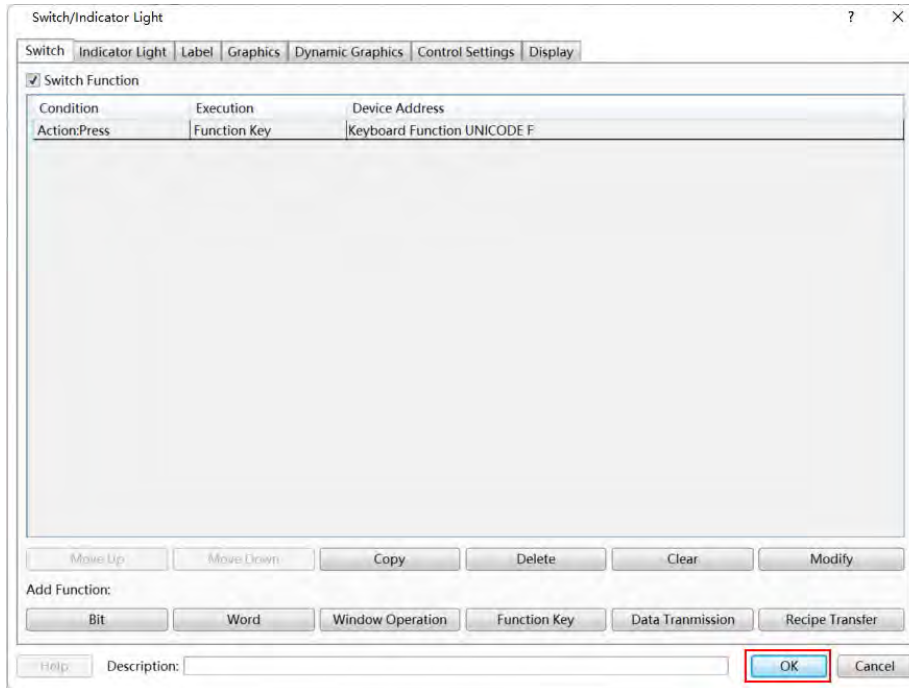 Switch/Indicator Light ? X
Switch Indicator Light Label Graphics Dynamic Graphics Control Settings Display
Switch Function
Condition Execution Device Address
Action:Press Function Key Keyboard Function UNICODE F
Move Up Move Down Copy Delete Clear Modify
Add Function:
Bit Word Window Operation Function Key Data Tranmission Recipe Transfer
Help Description: OK Cancel